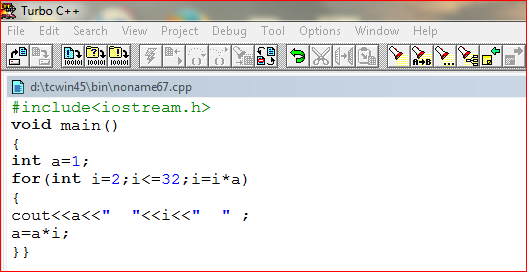 Turbo C++
File Edit Search View Project Debug Tool Options Window Help
d:\tcwin45\bin\noname67.cpp
#include<iostream.h>
void main()
{
int a=1;
for(int i=2;i<=32;i=i*a)
{
cout<<a<<"  "<<i<<"  " ;
a=a*i;
}}